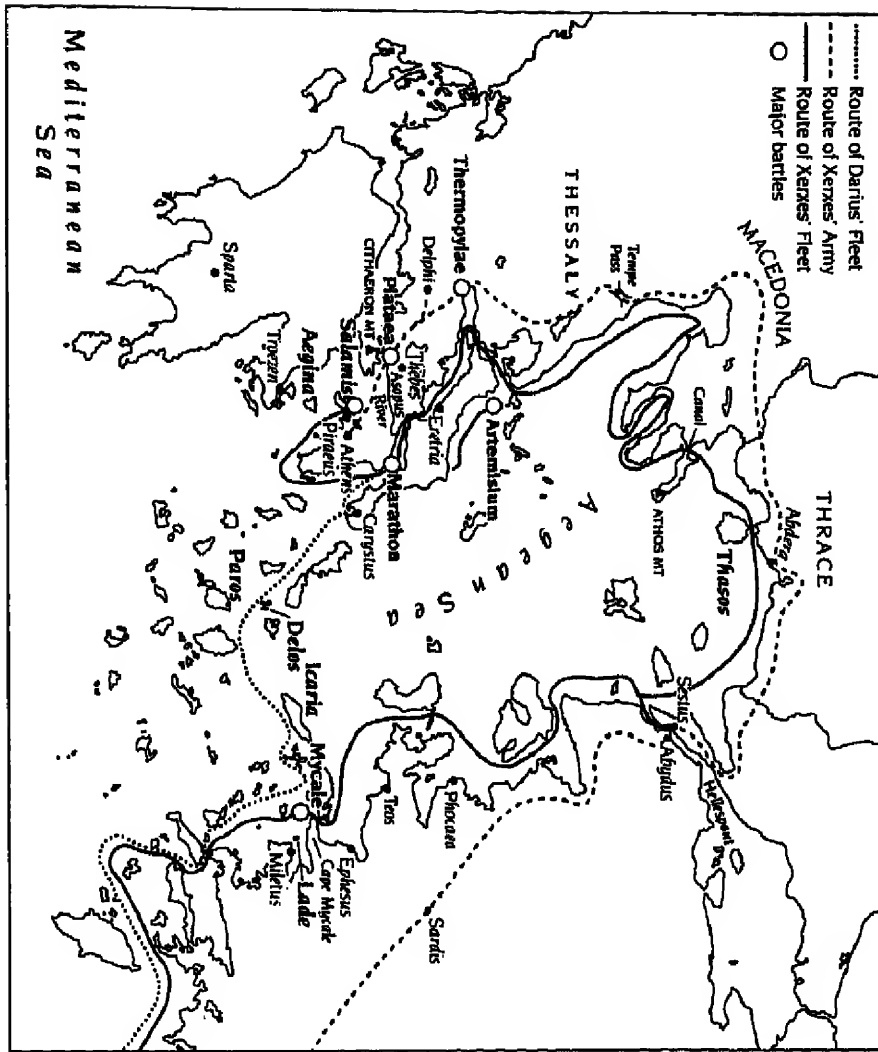 Route of Darius' Fleet
Route of Xerxes' Army
Route of Xerxes' Fleet
Major battles
MACEDONIA
THRACE
Abdera
Tempe
Pass
THESSALY
Canal
ATHOS MT
Thasos
Sestus
Abydus
Hellespont
Thermopylae
Delphi
Artemisium
Aegean Sea
CITHAERON MT
Plataea
Thebes
Asopus
River
Eretria
Phocaea
Sardis
Marathon
Salamis
Athens
Piraeus
Carystus
Teos
Aegina
Troezen
Sparta
Ephesus
Cape Mycale
Mycale
Icaria
Delos
Paros
Lade
Miletus
Mediterranean
Sea